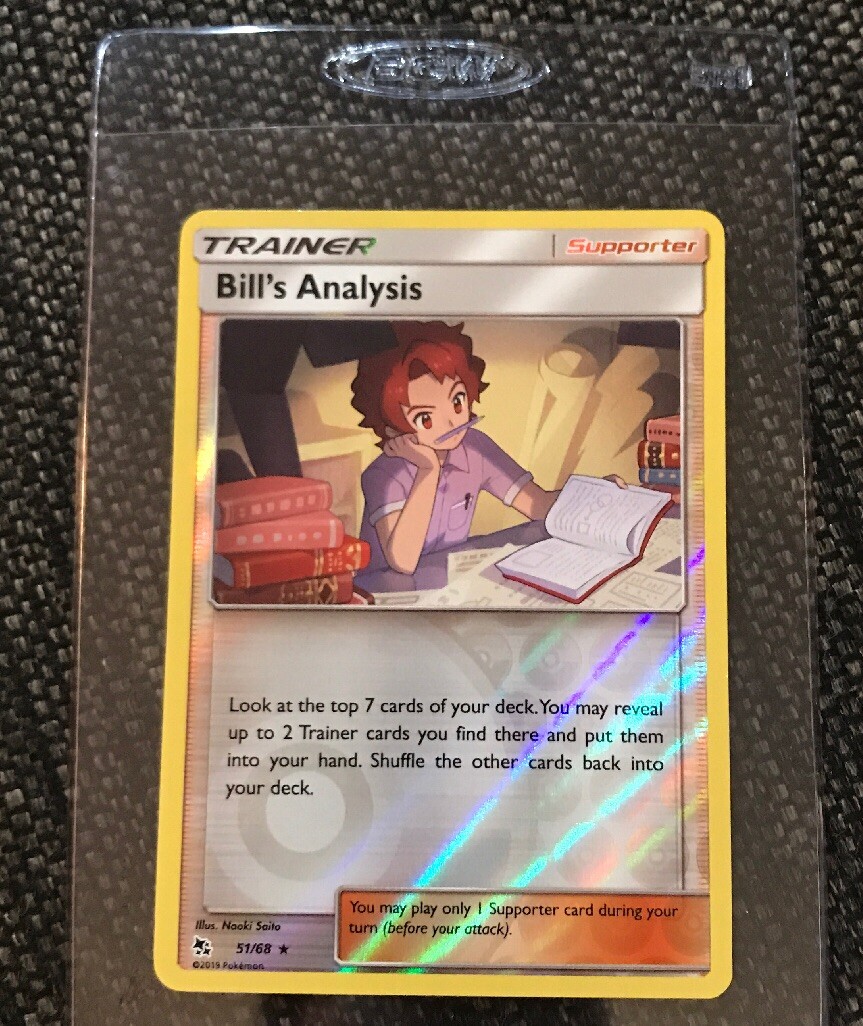 TRAINER
Supporter
Bill's Analysis
Look at the top 7 cards of your deck. You may reveal
up to 2 Trainer cards you find there and put them
into your hand. Shuffle the other cards back into
your deck.
You may play only 1 Supporter card during your
turn (before your attack).
Illus. Naoki Saito
51/68 ★
©2019 Pokémon